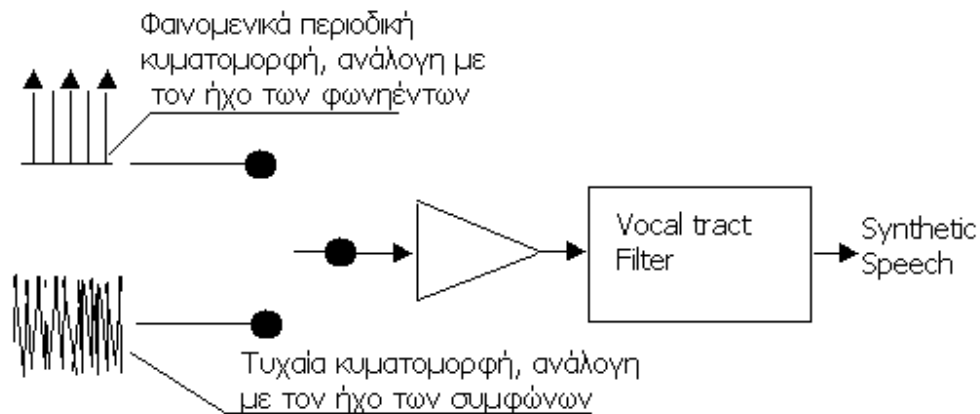 Φαινομενικά περιοδική
κυματομορφή, ανάλογη με
τον ήχο των φωνηέντων
Vocal tract
Filter
Synthetic
Speech
Τυχαία κυματομορφή, ανάλογη
με τον ήχο των συμφώνων